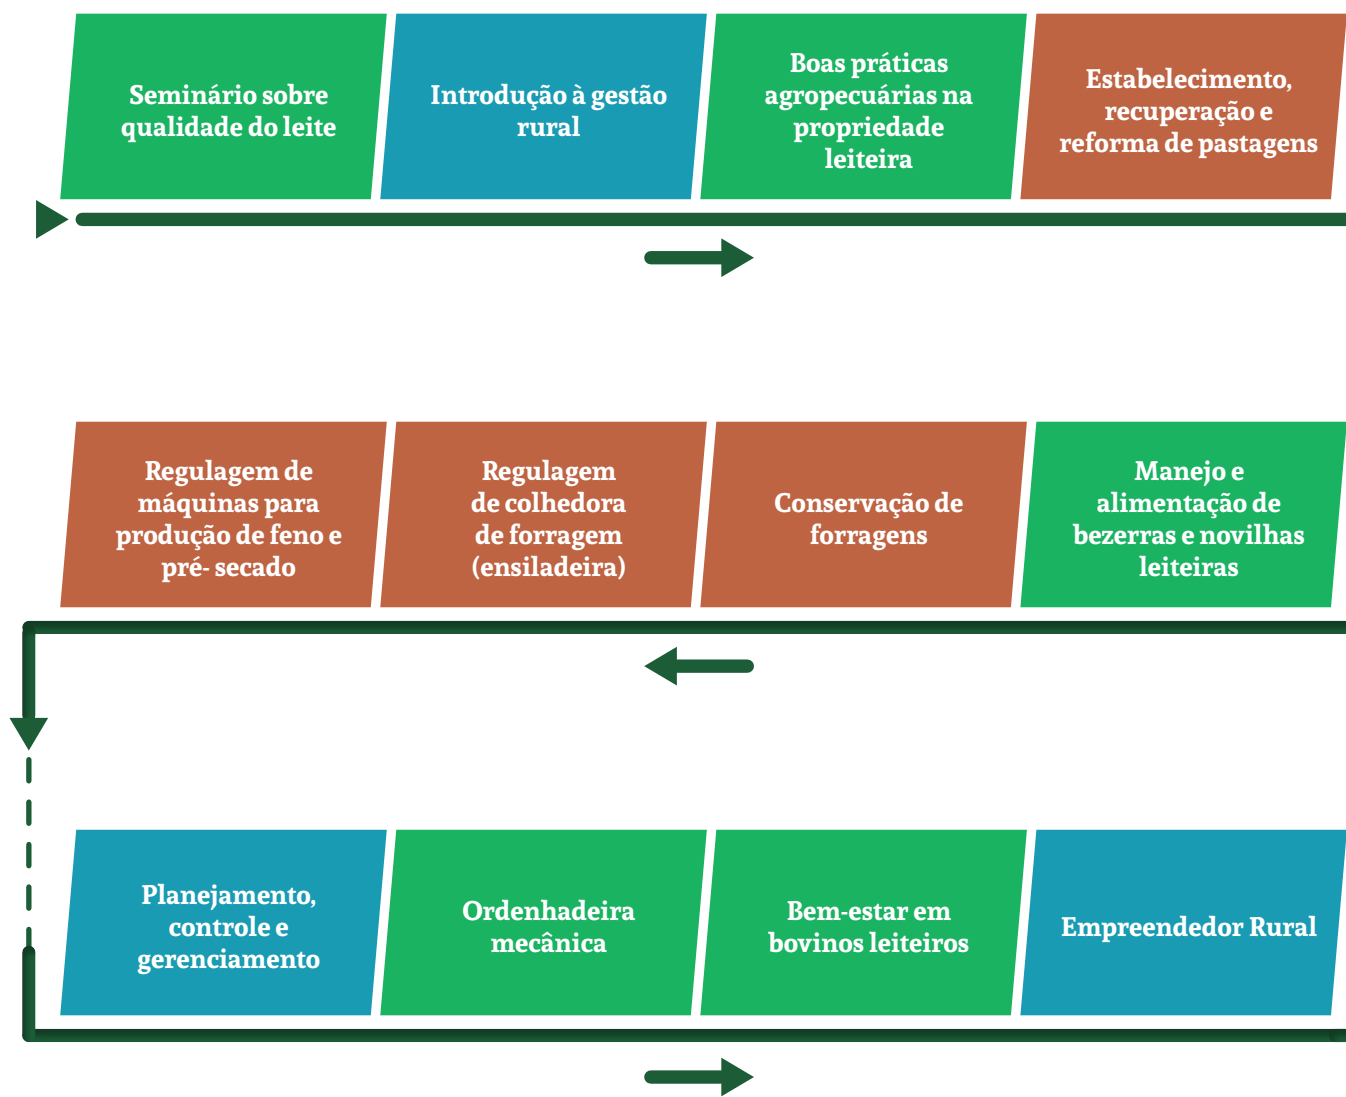 Seminário sobre
qualidade do leite
Introdução à gestão
rural
Boas práticas
agropecuárias na
propriedade
leiteira
Estabelecimento,
recuperação e
reforma de pastagens
Regulagem de
máquinas para
produção de feno e
pré- secado
Regulagem
de colhedora
de forragem
(ensiladeira)
Conservação de
forragens
Manejo e
alimentação de
bezerras e novilhas
leiteiras
Planejamento,
controle e
gerenciamento
Ordenhadeira
mecânica
Bem-estar em
bovinos leiteiros
Empreendedor Rural